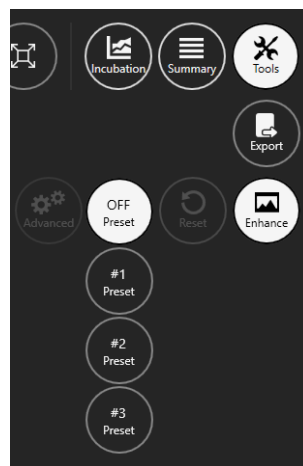 Incubation
Summary
Tools
Export
Advanced
OFF
Preset
Reset
Enhance
#1
Preset
#2
Preset
#3
Preset